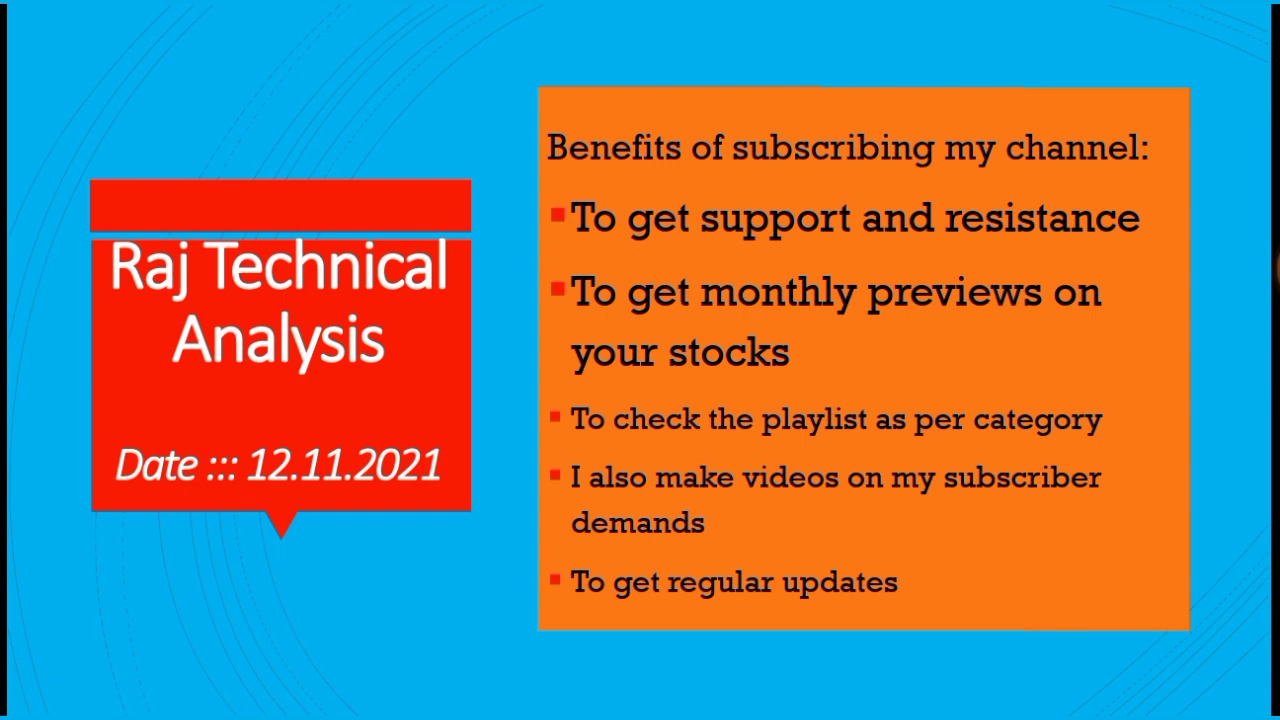 Raj Technical
Analysis
Date ::: 12.11.2021
Benefits of subscribing my channel:
To get support and resistance
To get monthly previews on
your stocks
To check the playlist as per category
I also make videos on my subscriber
demands
To get regular updates